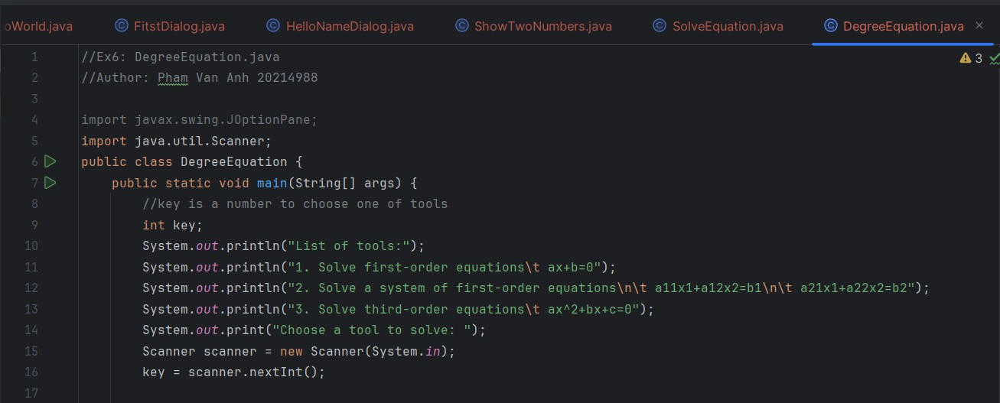 oWorld.java FitstDialog.java HelloNameDialog.java ShowTwoNumbers.java SolveEquation.java DegreeEquation.java
3
1 //Ex6: DegreeEquation.java
2 //Author: Pham Van Anh 20214988
3
4 import javax.swing.JOptionPane;
5 import java.util.Scanner;
6 public class DegreeEquation {
7     public static void main(String[] args) {
8         //key is a number to choose one of tools
9         int key;
10         System.out.println("List of tools:");
11         System.out.println("1. Solve first-order equations\t ax+b=0");
12         System.out.println("2. Solve a system of first-order equations\n\t a11x1+a12x2=b1\n\t a21x1+a22x2=b2");
13         System.out.println("3. Solve third-order equations\t ax^2+bx+c=0");
14         System.out.print("Choose a tool to solve: ");
15         Scanner scanner = new Scanner(System.in);
16         key = scanner.nextInt();
17